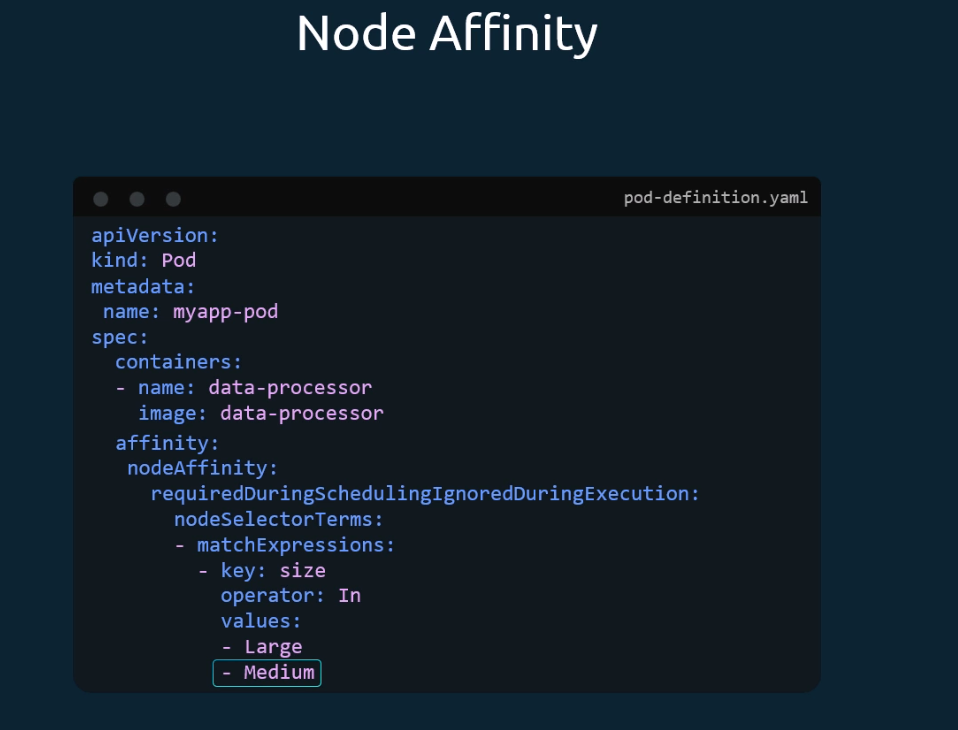 Node Affinity
pod-definition.yaml
apiVersion:
kind: Pod
metadata:
 name: myapp-pod
spec:
  containers:
  - name: data-processor
    image: data-processor
  affinity:
   nodeAffinity:
     requiredDuringSchedulingIgnoredDuringExecution:
       nodeSelectorTerms:
       - matchExpressions:
         - key: size
           operator: In
           values:
           - Large
           - Medium